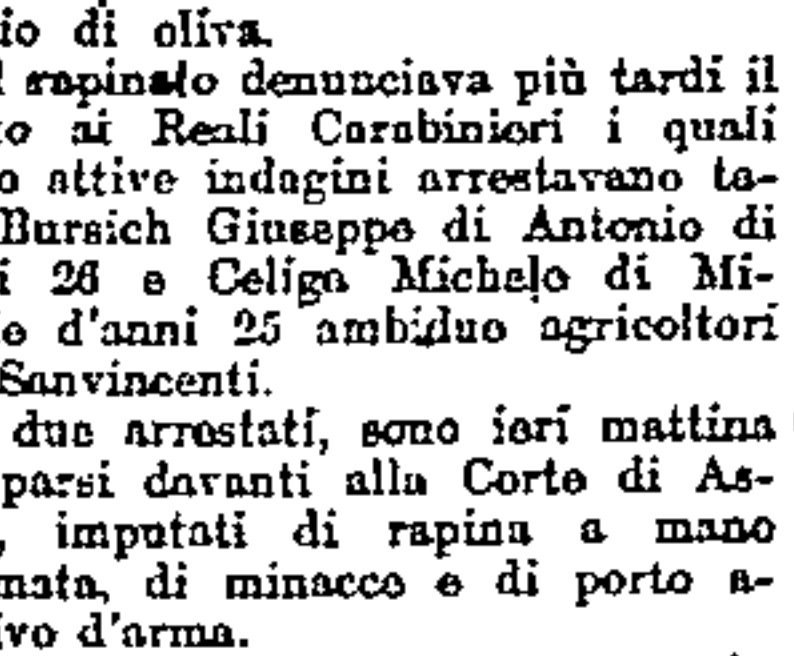 io di oliva.
l rapinato denunciava più tardi il
to ai Reali Carabinieri i quali
o attive indagini arrestavano ta-
Bursich Giuseppe di Antonio di
i 26 e Celiga Michele di Mi-
le d'anni 25 ambidue agricoltori
Sanvincenti.
due arrestati, sono ieri mattina
parsi davanti alla Corte di As-
, imputati di rapina a mano
mata, di minacce e di porto a-
ivo d'arma.